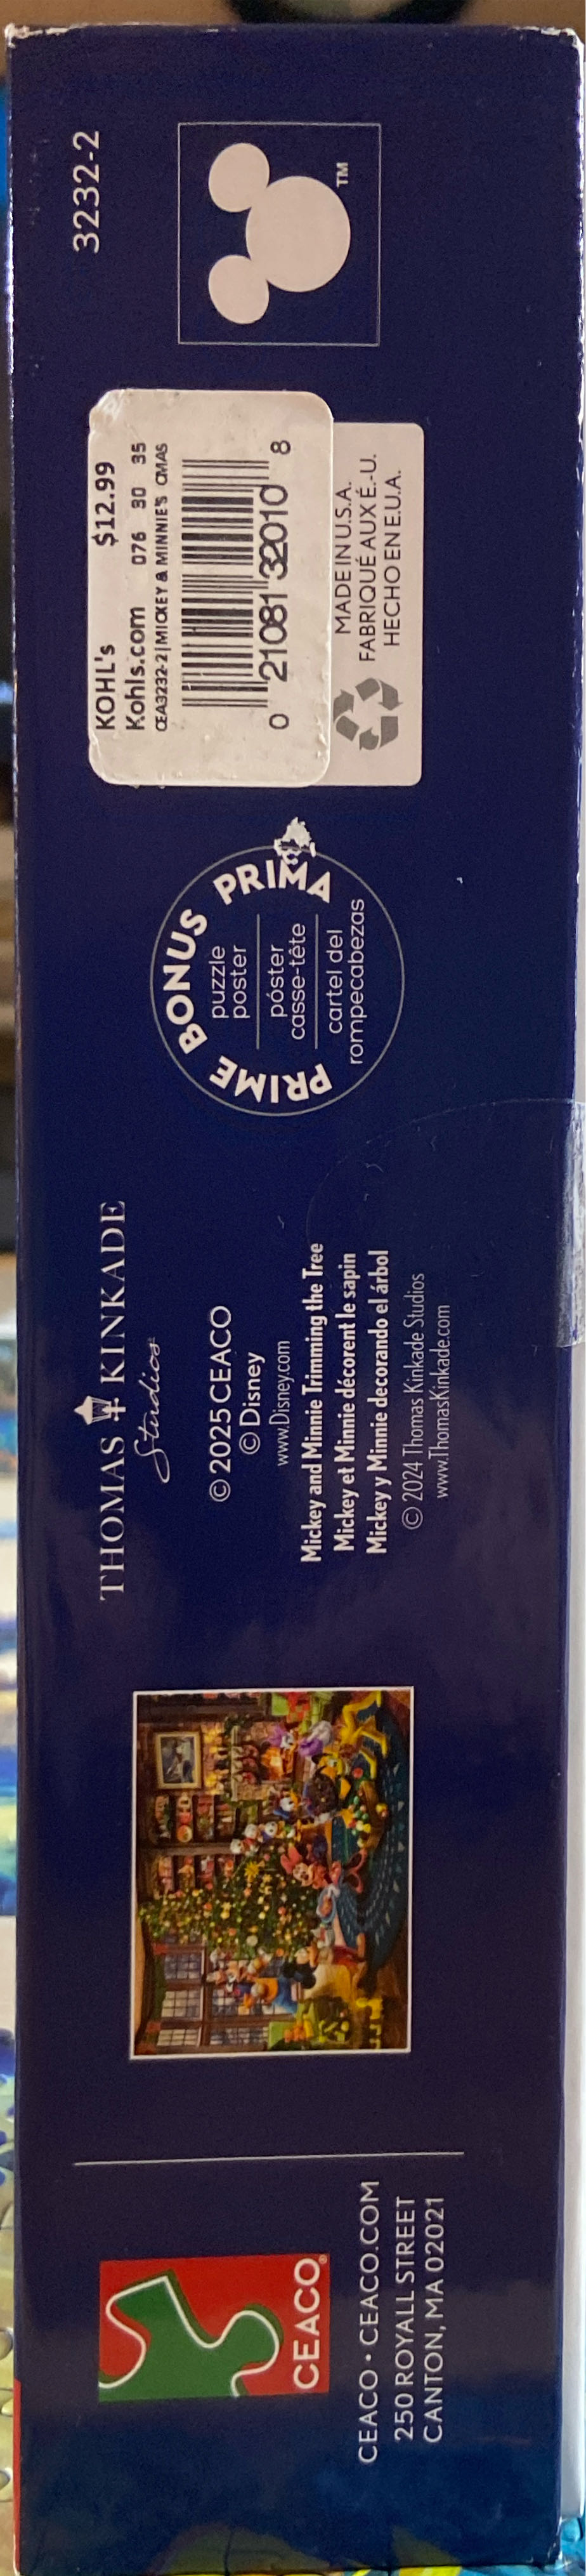 CEACO
CEACO • CEACO.COM
250 ROYALL STREET
CANTON, MA 02021
THOMAS KINKADE
Studios
© 2025 CEACO
© Disney
www.Disney.com
Mickey and Minnie Trimming the Tree
Mickey et Minnie décorent le sapin
Mickey y Minnie decorando el árbol
© 2024 Thomas Kinkade Studios
www.ThomasKinkade.com
PRIME BONUS PRIMA
puzzle
poster
póster
casse-tête
cartel del
rompecabezas
KOHL's $12.99
Kohls.com 076 30 35
CEA3232-2|MICKEY & MINNIE'S CMAS
0 21081 32010 8
MADE IN U.S.A.
FABRIQUÉ AUX É.-U.
HECHO EN E.U.A.
3232-2
TM